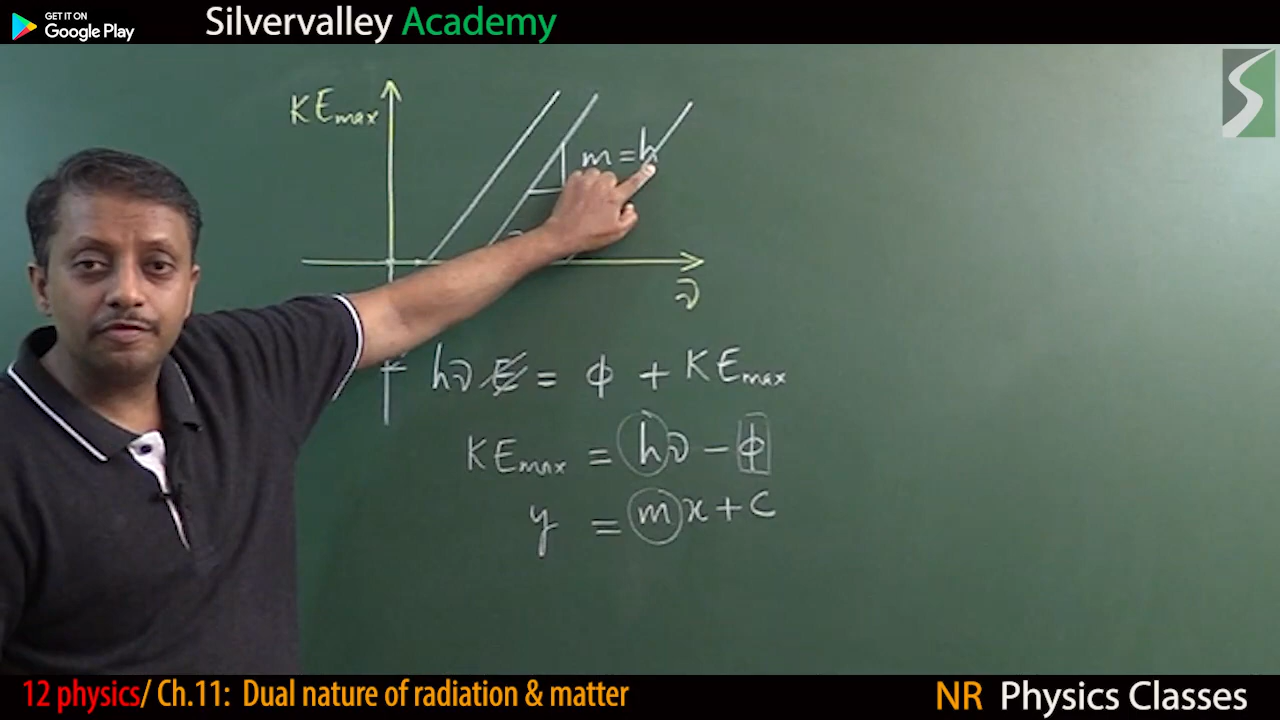 GET IT ON
Google Play
Silvervalley Academy
KEmax
m = h
ν
hν E = ϕ + KEmax
KEmax = hν − ϕ
y = mx + c
12 physics/ Ch.11: Dual nature of radiation & matter
NR Physics Classes